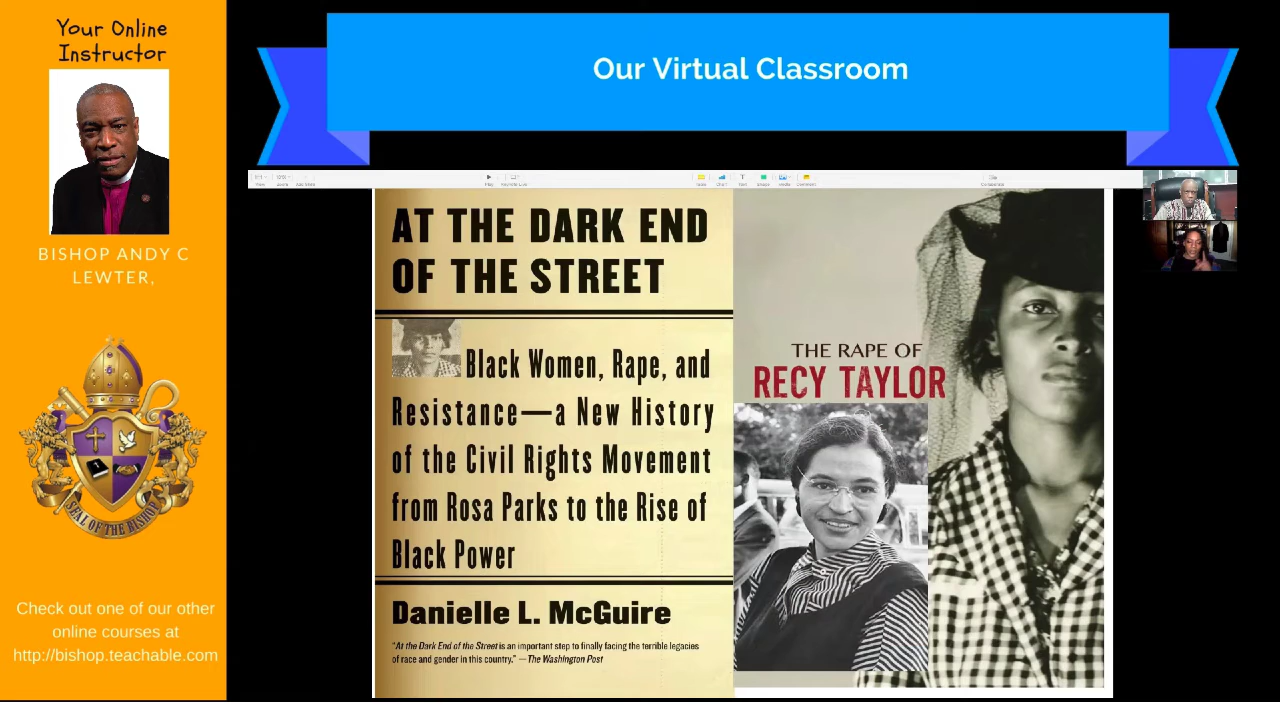 Your Online
Instructor
BISHOP ANDY C
LEWTER,
SEAL OF THE BISHOP
Check out one of our other
online courses at
http://bishop.teachable.com
Our Virtual Classroom
AT THE DARK END
OF THE STREET
Black Women, Rape, and
Resistance—a New History
of the Civil Rights Movement
from Rosa Parks to the Rise of
Black Power
Danielle L. McGuire
"At the Dark End of the Street is an important step to finally facing the terrible legacies
of race and gender in this country." —The Washington Post
THE RAPE OF
RECY TAYLOR